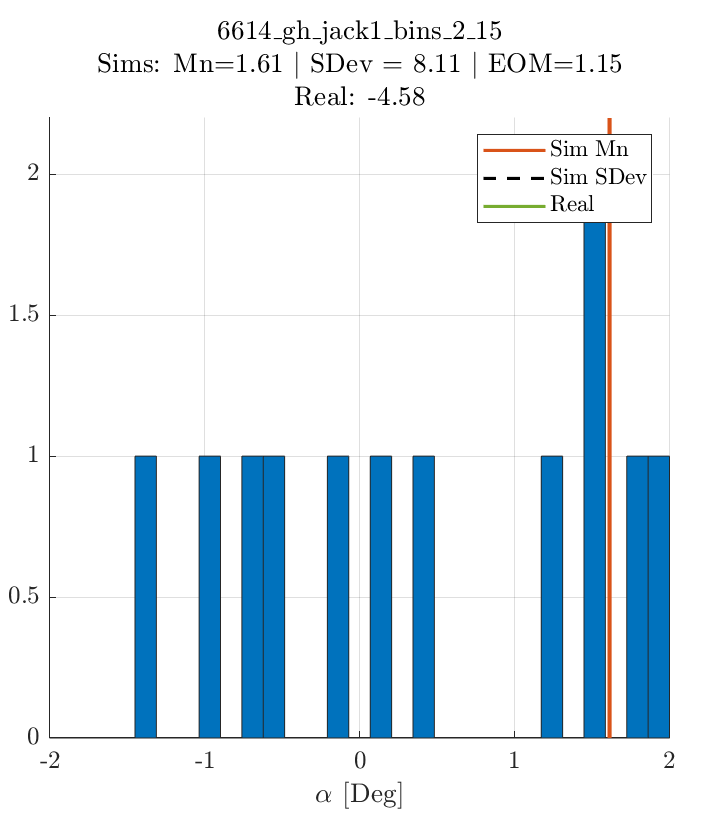 6614_gh_jack1_bins_2_15
Sims: Mn=1.61 | SDev = 8.11 | EOM=1.15
Real: -4.58
Sim Mn
Sim SDev
Real
2
1.5
1
0.5
0
-2 -1 0 1 2
α [Deg]